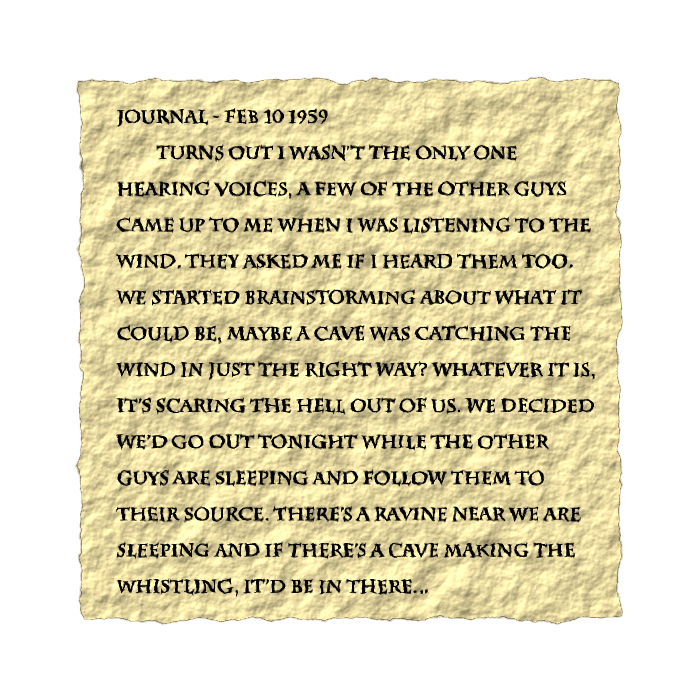 JOURNAL - FEB 10 1959
TURNS OUT I WASN'T THE ONLY ONE
HEARING VOICES, A FEW OF THE OTHER GUYS
CAME UP TO ME WHEN I WAS LISTENING TO THE
WIND. THEY ASKED ME IF I HEARD THEM TOO.
WE STARTED BRAINSTORMING ABOUT WHAT IT
COULD BE, MAYBE A CAVE WAS CATCHING THE
WIND IN JUST THE RIGHT WAY? WHATEVER IT IS,
IT'S SCARING THE HELL OUT OF US. WE DECIDED
WE'D GO OUT TONIGHT WHILE THE OTHER
GUYS ARE SLEEPING AND FOLLOW THEM TO
THEIR SOURCE. THERE'S A RAVINE NEAR WE ARE
SLEEPING AND IF THERE'S A CAVE MAKING THE
WHISTLING, IT'D BE IN THERE...